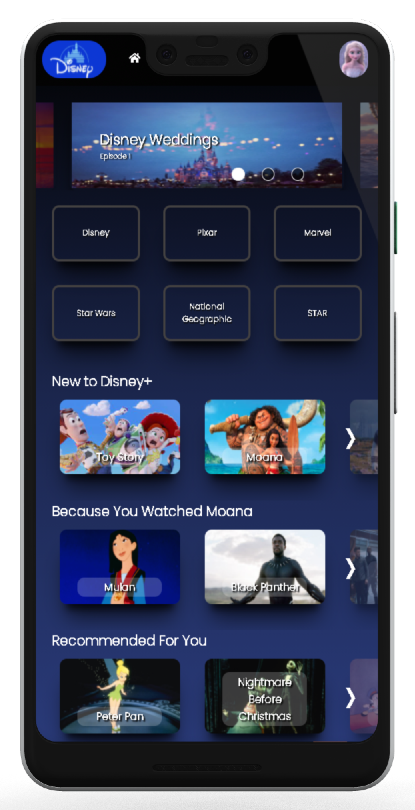 Disney
Disney Weddings
Episode 1
Disney
Pixar
Marvel
Star Wars
National
Geographic
STAR
New to Disney+
Toy Story
Moana
Because You Watched Moana
Mulan
Black Panther
Recommended For You
Peter Pan
Nightmare
Before
Christmas